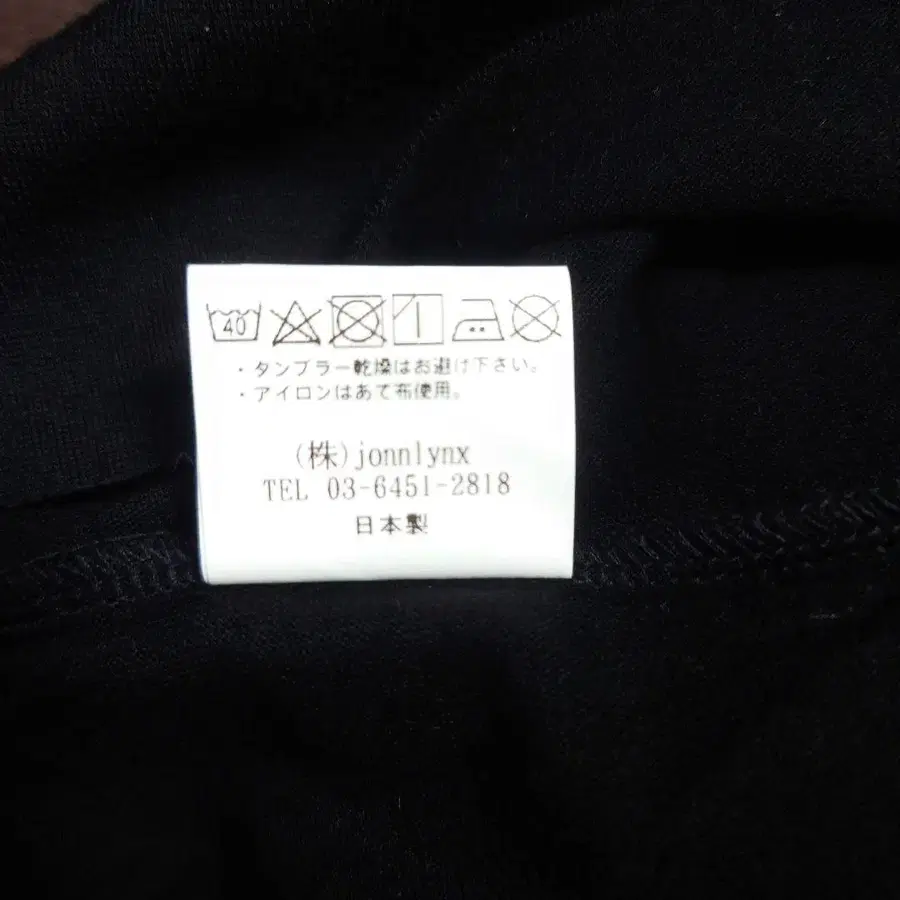 40
・タンブラー乾燥はお避け下さい。
・アイロンはあて布使用。
(株)jonnlynx
TEL 03-6451-2818
日本製